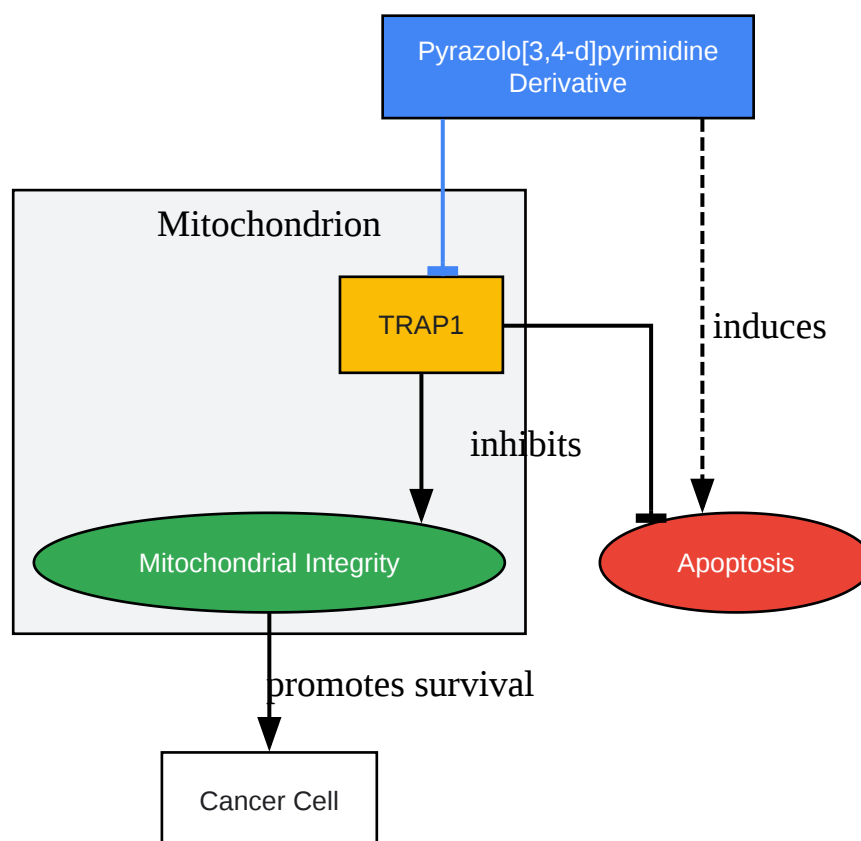 Pyrazolo[3,4-d]pyrimidine
Derivative
Mitochondrion
TRAP1
induces
inhibits
Mitochondrial Integrity
Apoptosis
promotes survival
Cancer Cell